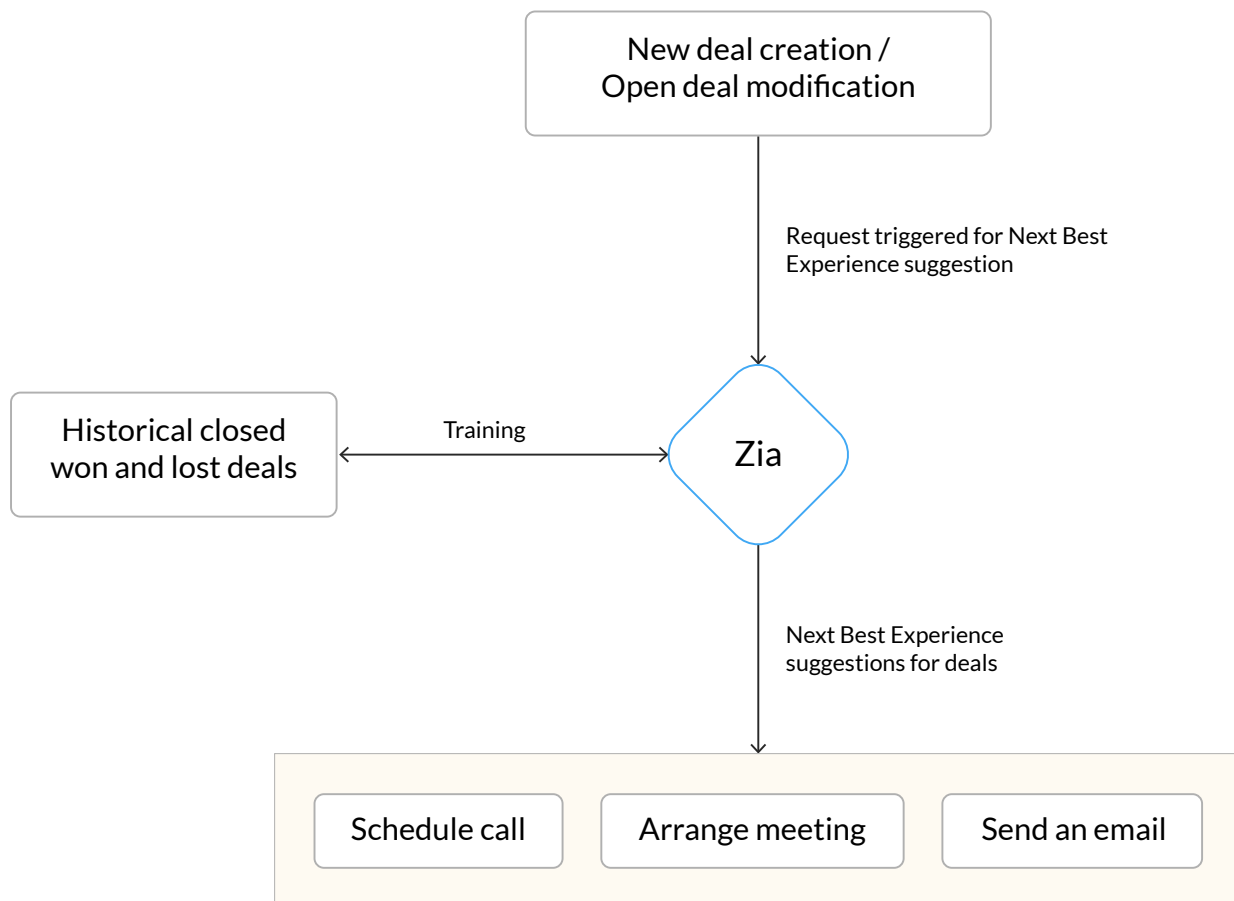 New deal creation /
Open deal modification
Request triggered for Next Best
Experience suggestion
Historical closed
won and lost deals
Training
Zia
Next Best Experience
suggestions for deals
Schedule call
Arrange meeting
Send an email